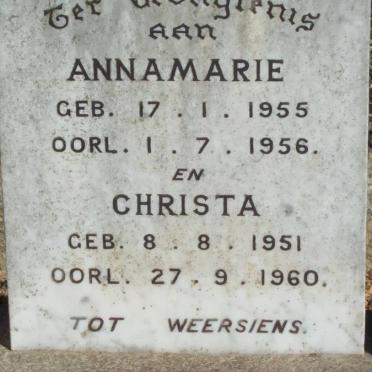 Ter
aan
ANNAMARIE
GEB. 17 . 1 . 1955
OORL. 1 . 7 . 1956.
EN
CHRISTA
GEB. 8 . 8 . 1951
OORL. 27 . 9 . 1960.
TOT WEERSIENS.